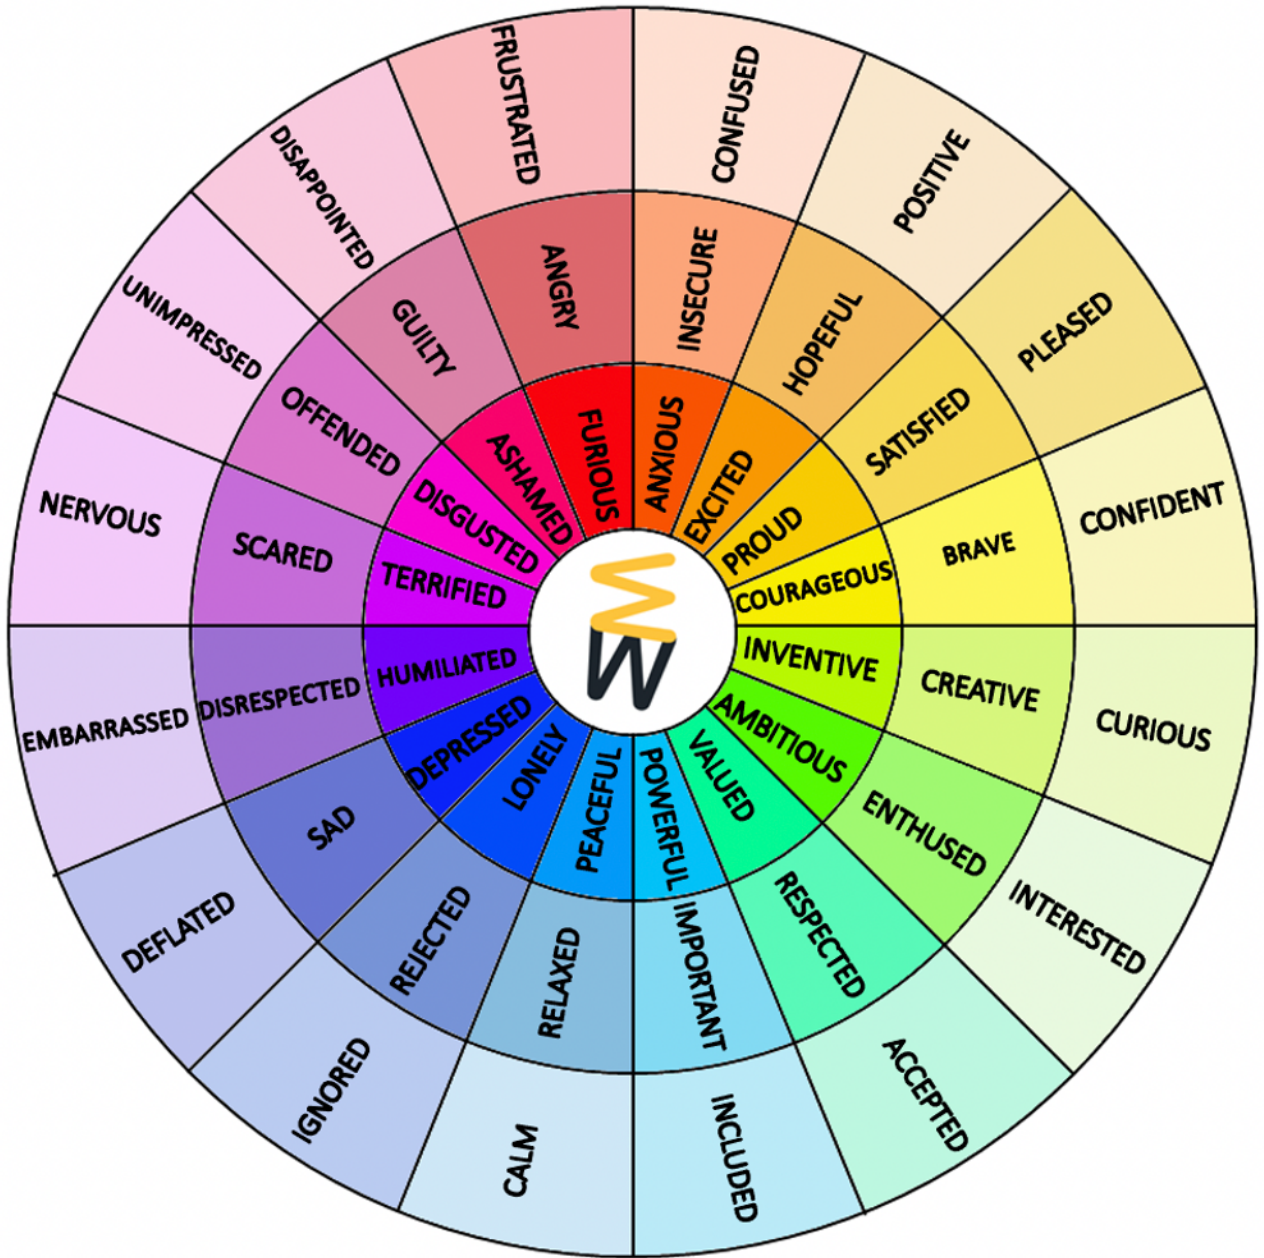 CONFUSED
POSITIVE
PLEASED
CONFIDENT
CURIOUS
INTERESTED
ACCEPTED
INCLUDED
CALM
IGNORED
DEFLATED
EMBARRASSED
NERVOUS
UNIMPRESSED
DISAPPOINTED
FRUSTRATED
INSECURE
HOPEFUL
SATISFIED
BRAVE
CREATIVE
ENTHUSED
RESPECTED
IMPORTANT
RELAXED
REJECTED
SAD
DISRESPECTED
SCARED
OFFENDED
GUILTY
ANGRY
ANXIOUS
EXCITED
PROUD
COURAGEOUS
INVENTIVE
AMBITIOUS
VALUED
POWERFUL
PEACEFUL
LONELY
DEPRESSED
HUMILIATED
TERRIFIED
DISGUSTED
ASHAMED
FURIOUS